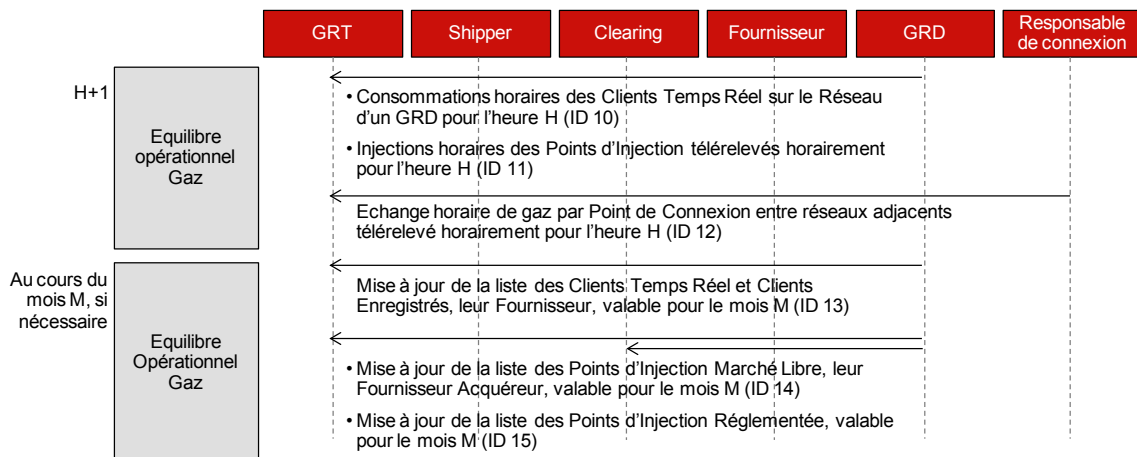 GRT
Shipper
Clearing
Fournisseur
GRD
Responsable
de connexion
H+1
Equilibre
opérationnel
Gaz
• Consommations horaires des Clients Temps Réel sur le Réseau
d'un GRD pour l'heure H (ID 10)
• Injections horaires des Points d'Injection télérelevés horairement
pour l'heure H (ID 11)
Echange horaire de gaz par Point de Connexion entre réseaux adjacents
télérelevé horairement pour l'heure H (ID 12)
Au cours du
mois M, si
nécessaire
Equilibre
Opérationnel
Gaz
Mise à jour de la liste des Clients Temps Réel et Clients
Enregistrés, leur Fournisseur, valable pour le mois M (ID 13)
• Mise à jour de la liste des Points d'Injection Marché Libre, leur
Fournisseur Acquéreur, valable pour le mois M (ID 14)
• Mise à jour de la liste des Points d'Injection Réglementée, valable
pour le mois M (ID 15)